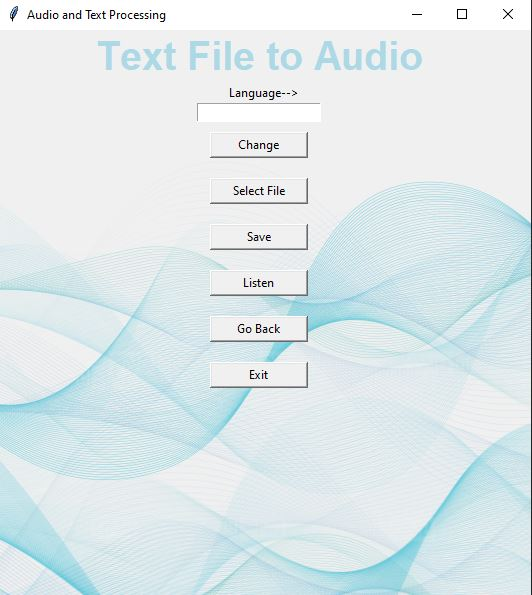 Audio and Text Processing
Text File to Audio
Language-->
Change
Select File
Save
Listen
Go Back
Exit